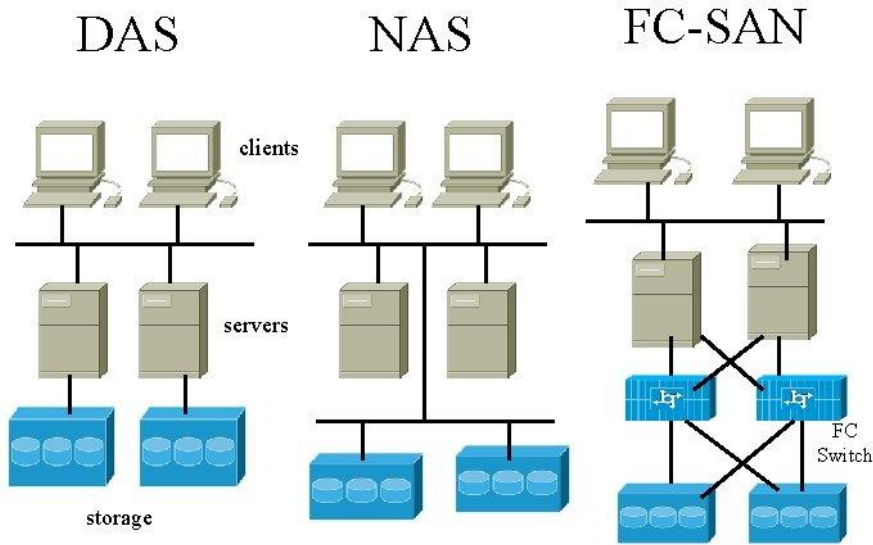 DAS
NAS
FC-SAN
clients
servers
FC
Switch
storage